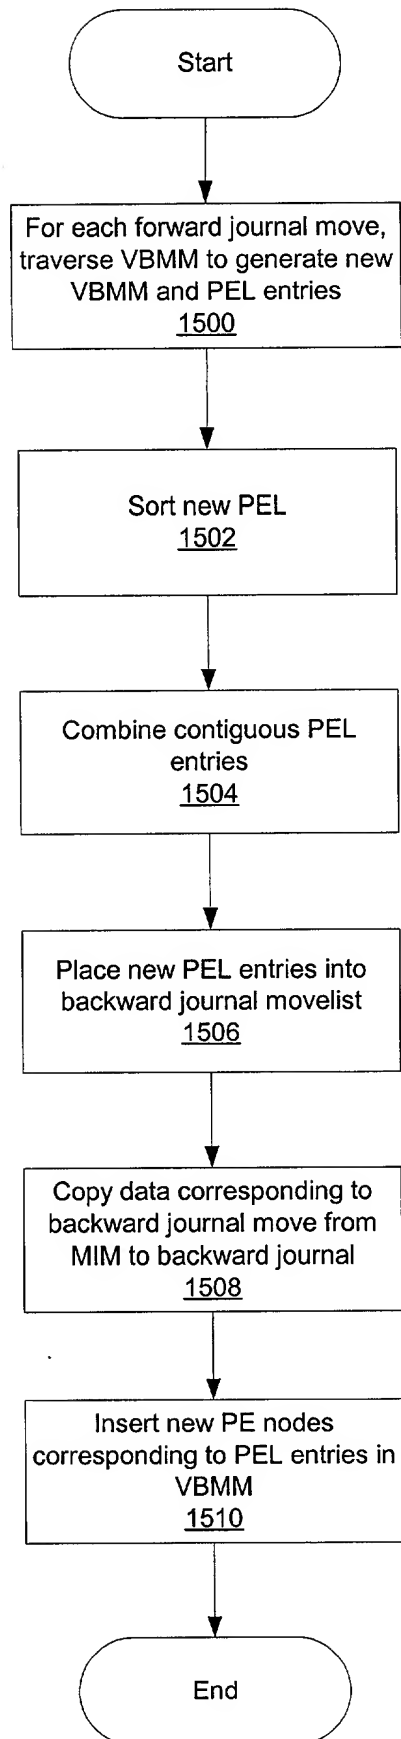 Start
For each forward journal move,
traverse VBMM to generate new
VBMM and PEL entries
1500
Sort new PEL
1502
Combine contiguous PEL
entries
1504
Place new PEL entries into
backward journal movelist
1506
Copy data corresponding to
backward journal move from
MIM to backward journal
1508
Insert new PE nodes
corresponding to PEL entries in
VBMM
1510
End